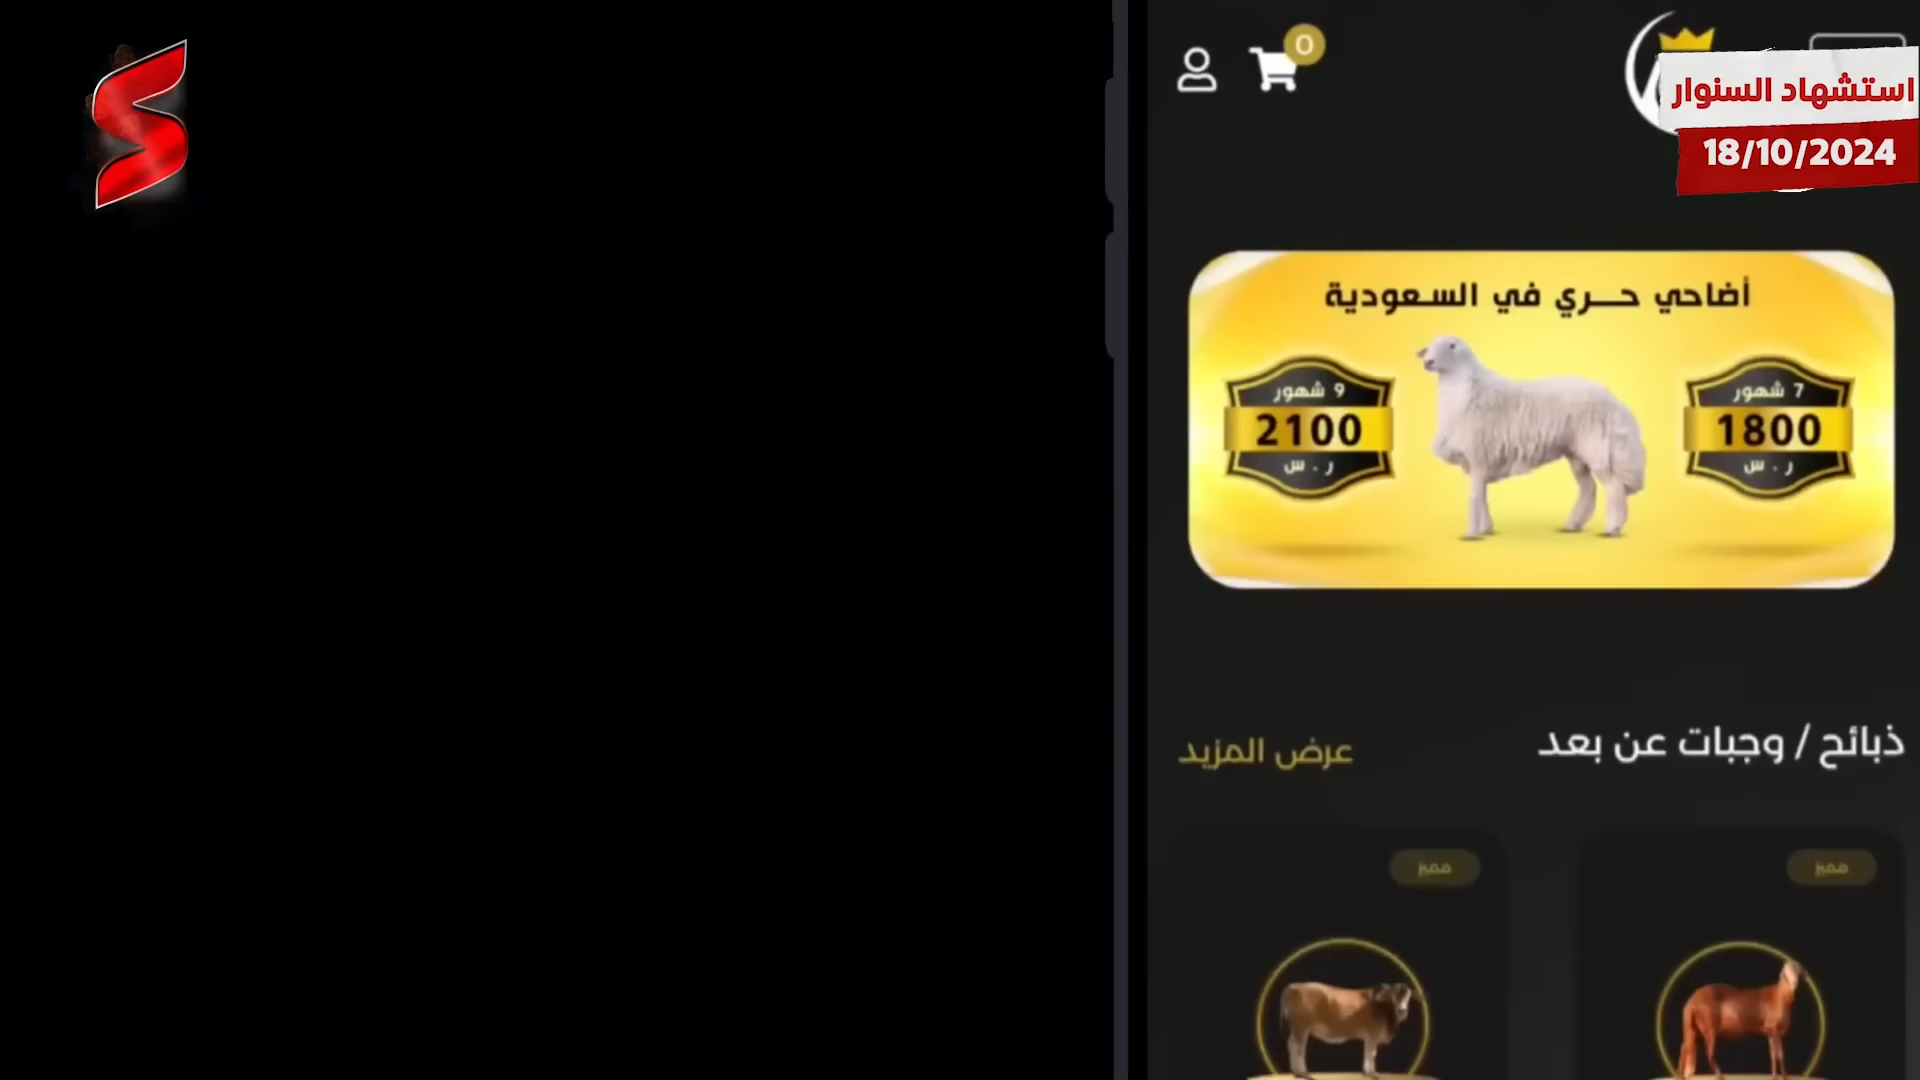 استشهاد السنوار
18/10/2024
0
أضاحي حـــري في السعودية
7 شهور
1800
ر . س
9 شهور
2100
ر . س
ذبائح / وجبات عن بعد
عرض المزيد
مميز
مميز